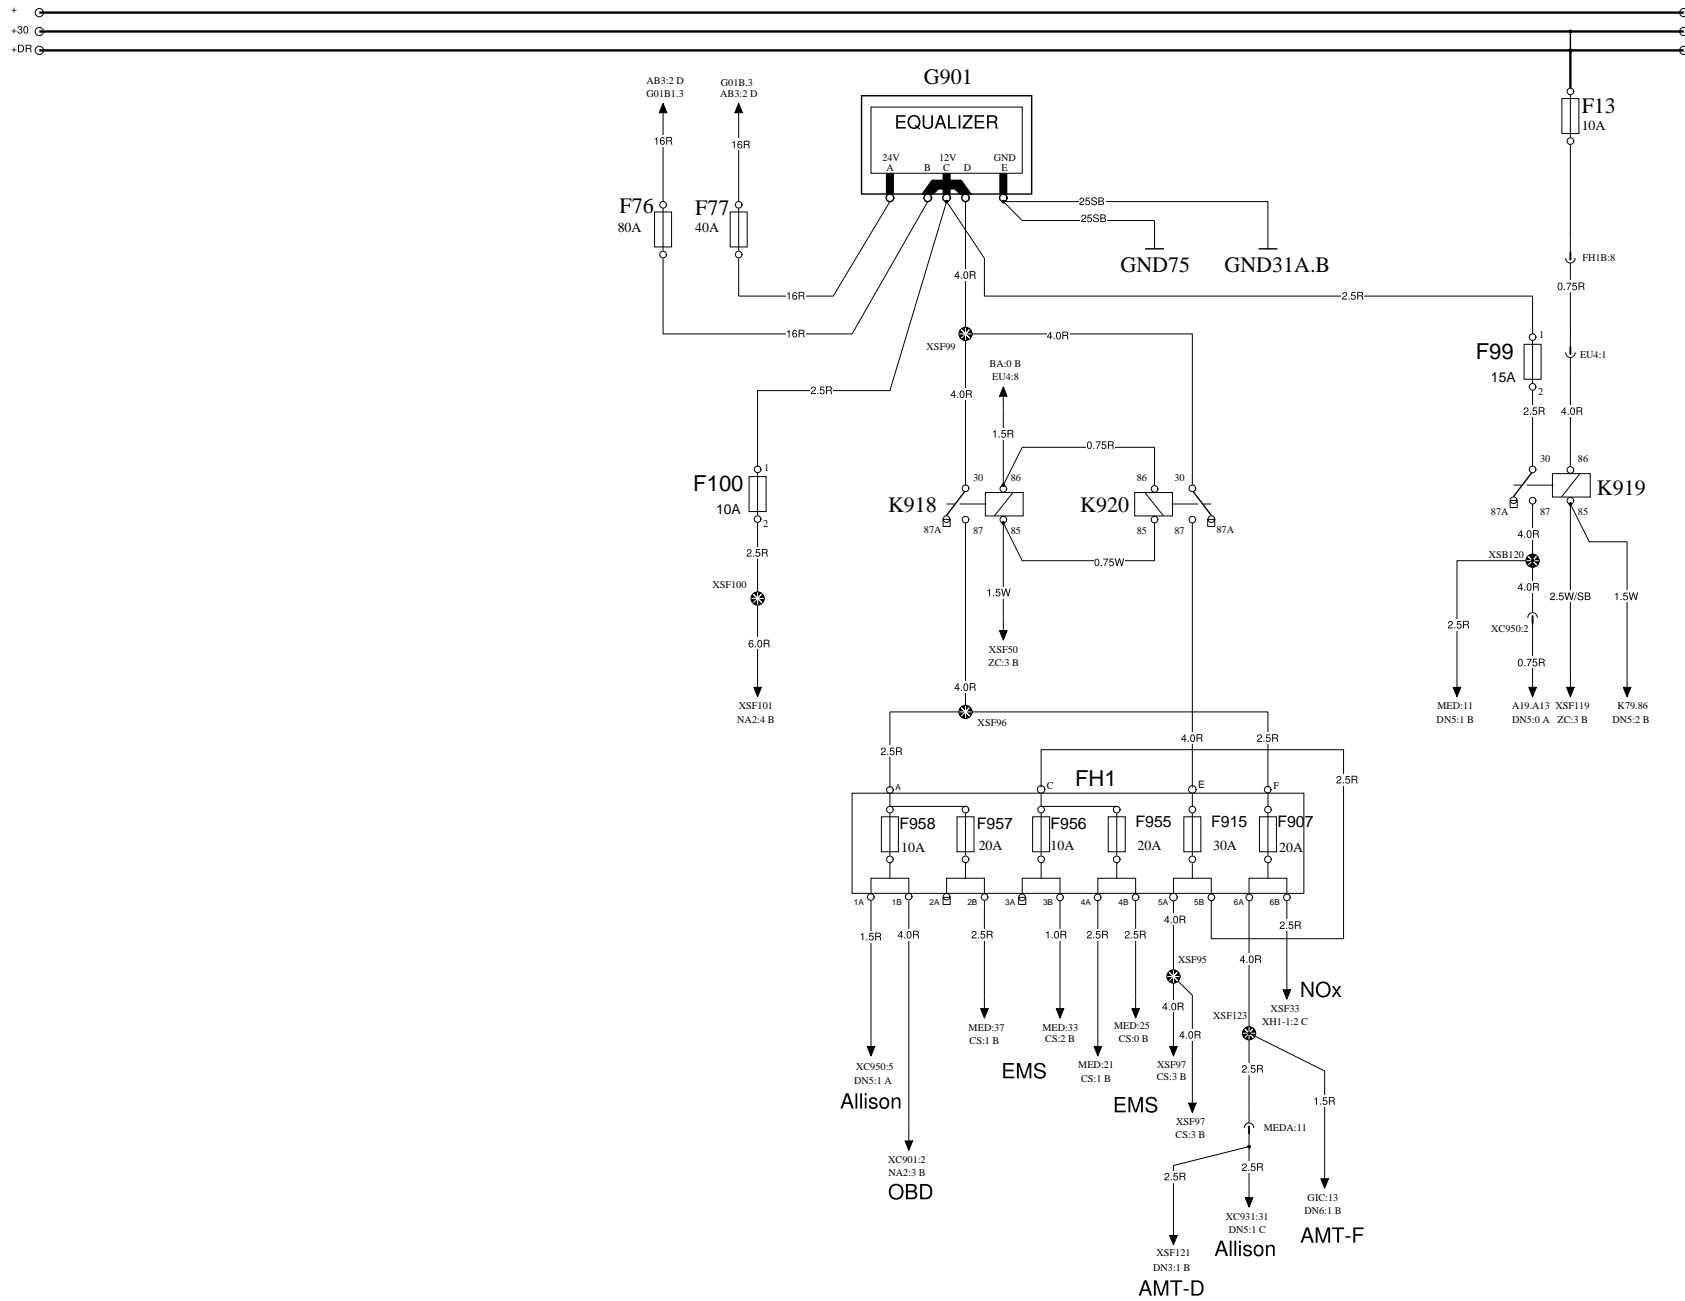 +
+30
+DR
G901
AB3:2 D
G01B1.3
G01B.3
AB3:2 D
EQUALIZER
24V
12V
GND
A
B
C
D
E
F13
10A
16R
16R
F76
80A
F77
40A
25SB
25SB
GND75
GND31A.B
FH1B:8
0.75R
4.0R
16R
2.5R
16R
4.0R
XSF99
1
F99
15A
2
EU4:1
BA:0 B
EU4:8
2.5R
4.0R
2.5R
4.0R
1.5R
0.75R
1
F100
10A
2
30
86
K918
87A
87
85
K920
86
30
85
87
87A
30
86
K919
87A
87
85
4.0R
2.5R
XSB120
0.75W
XSF100
1.5W
4.0R
2.5W/SB
1.5W
2.5R
XC950:2
6.0R
XSF50
ZC:3 B
0.75R
4.0R
XSF101
NA2:4 B
MED:11
DN5:1 B
A19.A13
DN5:0 A
XSF119
ZC:3 B
K79.86
DN5:2 B
XSF96
2.5R
4.0R
2.5R
FH1
2.5R
A
C
E
F
F958
10A
F957
20A
F956
10A
F955
20A
F915
30A
F907
20A
1A
1B
2A
2B
3A
3B
4A
4B
5A
5B
6A
6B
1.5R
4.0R
2.5R
1.0R
2.5R
2.5R
4.0R
2.5R
XSF95
4.0R
NOx
XSF33
XH1-1:2 C
4.0R
4.0R
XSF123
MED:37
CS:1 B
MED:33
CS:2 B
MED:25
CS:0 B
XC950:5
DN5:1 A
Allison
EMS
MED:21
CS:1 B
XSF97
CS:3 B
2.5R
EMS
XSF97
CS:3 B
1.5R
MEDA:11
XC901:2
NA2:3 B
OBD
2.5R
2.5R
GIC:13
DN6:1 B
AMT-F
XC931:31
DN5:1 C
Allison
XSF121
DN3:1 B
AMT-D